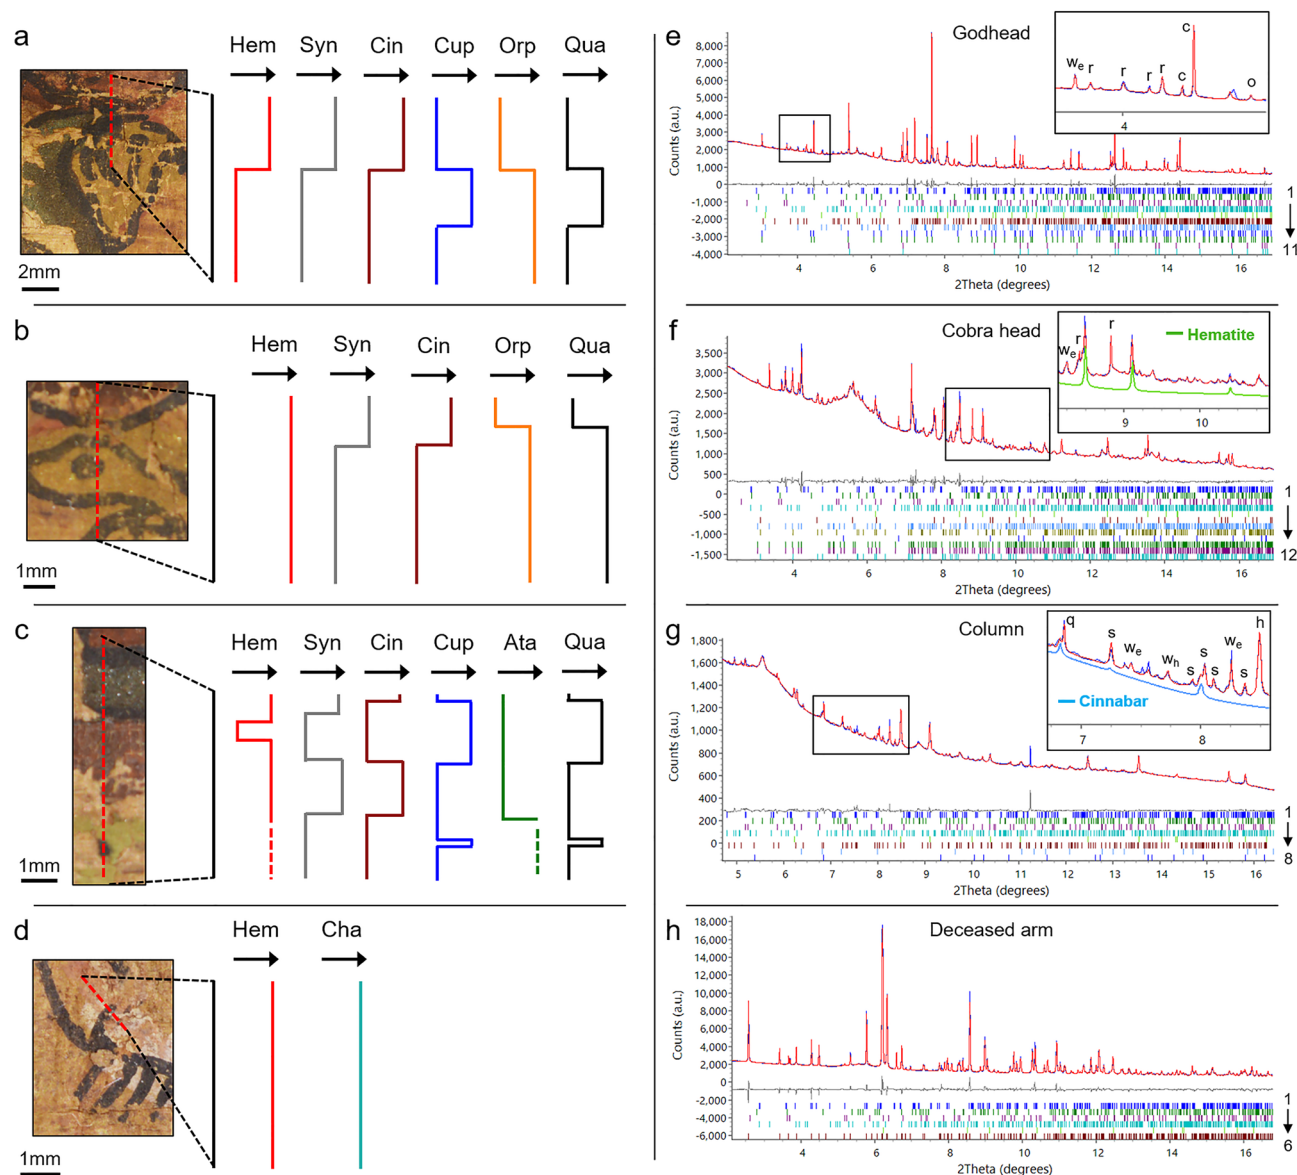 a
Hem Syn Cin Cup Orp Qua
2mm
b
Hem Syn Cin Orp Qua
1mm
c
Hem Syn Cin Cup Ata Qua
1mm
d
Hem Cha
1mm
e
Godhead
Counts (a.u.)
8,000
7,000
6,000
5,000
4,000
3,000
2,000
1,000
0
-1,000
-2,000
-3,000
-4,000
4 6 8 10 12 14 16
2Theta (degrees)
we r r r r c c o
4
1
11
f
Cobra head
Counts (a.u.)
3,500
3,000
2,500
2,000
1,500
1,000
500
0
-500
-1,000
-1,500
4 6 8 10 12 14 16
2Theta (degrees)
we r r
Hematite
9 10
1
12
g
Column
Counts (a.u.)
1,800
1,600
1,400
1,200
1,000
800
600
400
200
0
5 6 7 8 9 10 11 12 13 14 15 16
2Theta (degrees)
q s we wh s s s we s h
Cinnabar
7 8
1
8
h
Deceased arm
Counts (a.u.)
18,000
16,000
14,000
12,000
10,000
8,000
6,000
4,000
2,000
0
-2,000
-4,000
-6,000
4 6 8 10 12 14 16
2Theta (degrees)
1
6